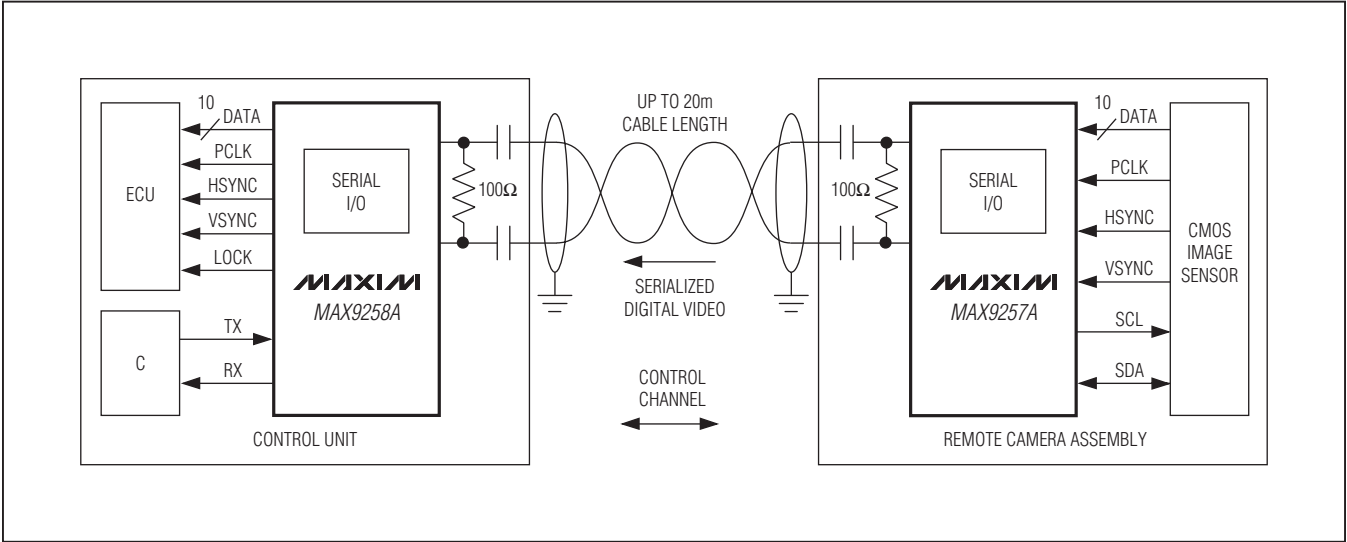 10
DATA
PCLK
HSYNC
VSYNC
LOCK
ECU
C
TX
RX
SERIAL
I/O
MAXIM
MAX9258A
100Ω
CONTROL UNIT
UP TO 20m
CABLE LENGTH
SERIALIZED
DIGITAL VIDEO
CONTROL
CHANNEL
100Ω
SERIAL
I/O
MAXIM
MAX9257A
10
DATA
PCLK
HSYNC
VSYNC
SCL
SDA
CMOS
IMAGE
SENSOR
REMOTE CAMERA ASSEMBLY